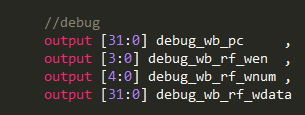 //debug
output [31:0] debug_wb_pc     ,
output [3:0] debug_wb_rf_wen  ,
output [4:0] debug_wb_rf_wnum ,
output [31:0] debug_wb_rf_wdata